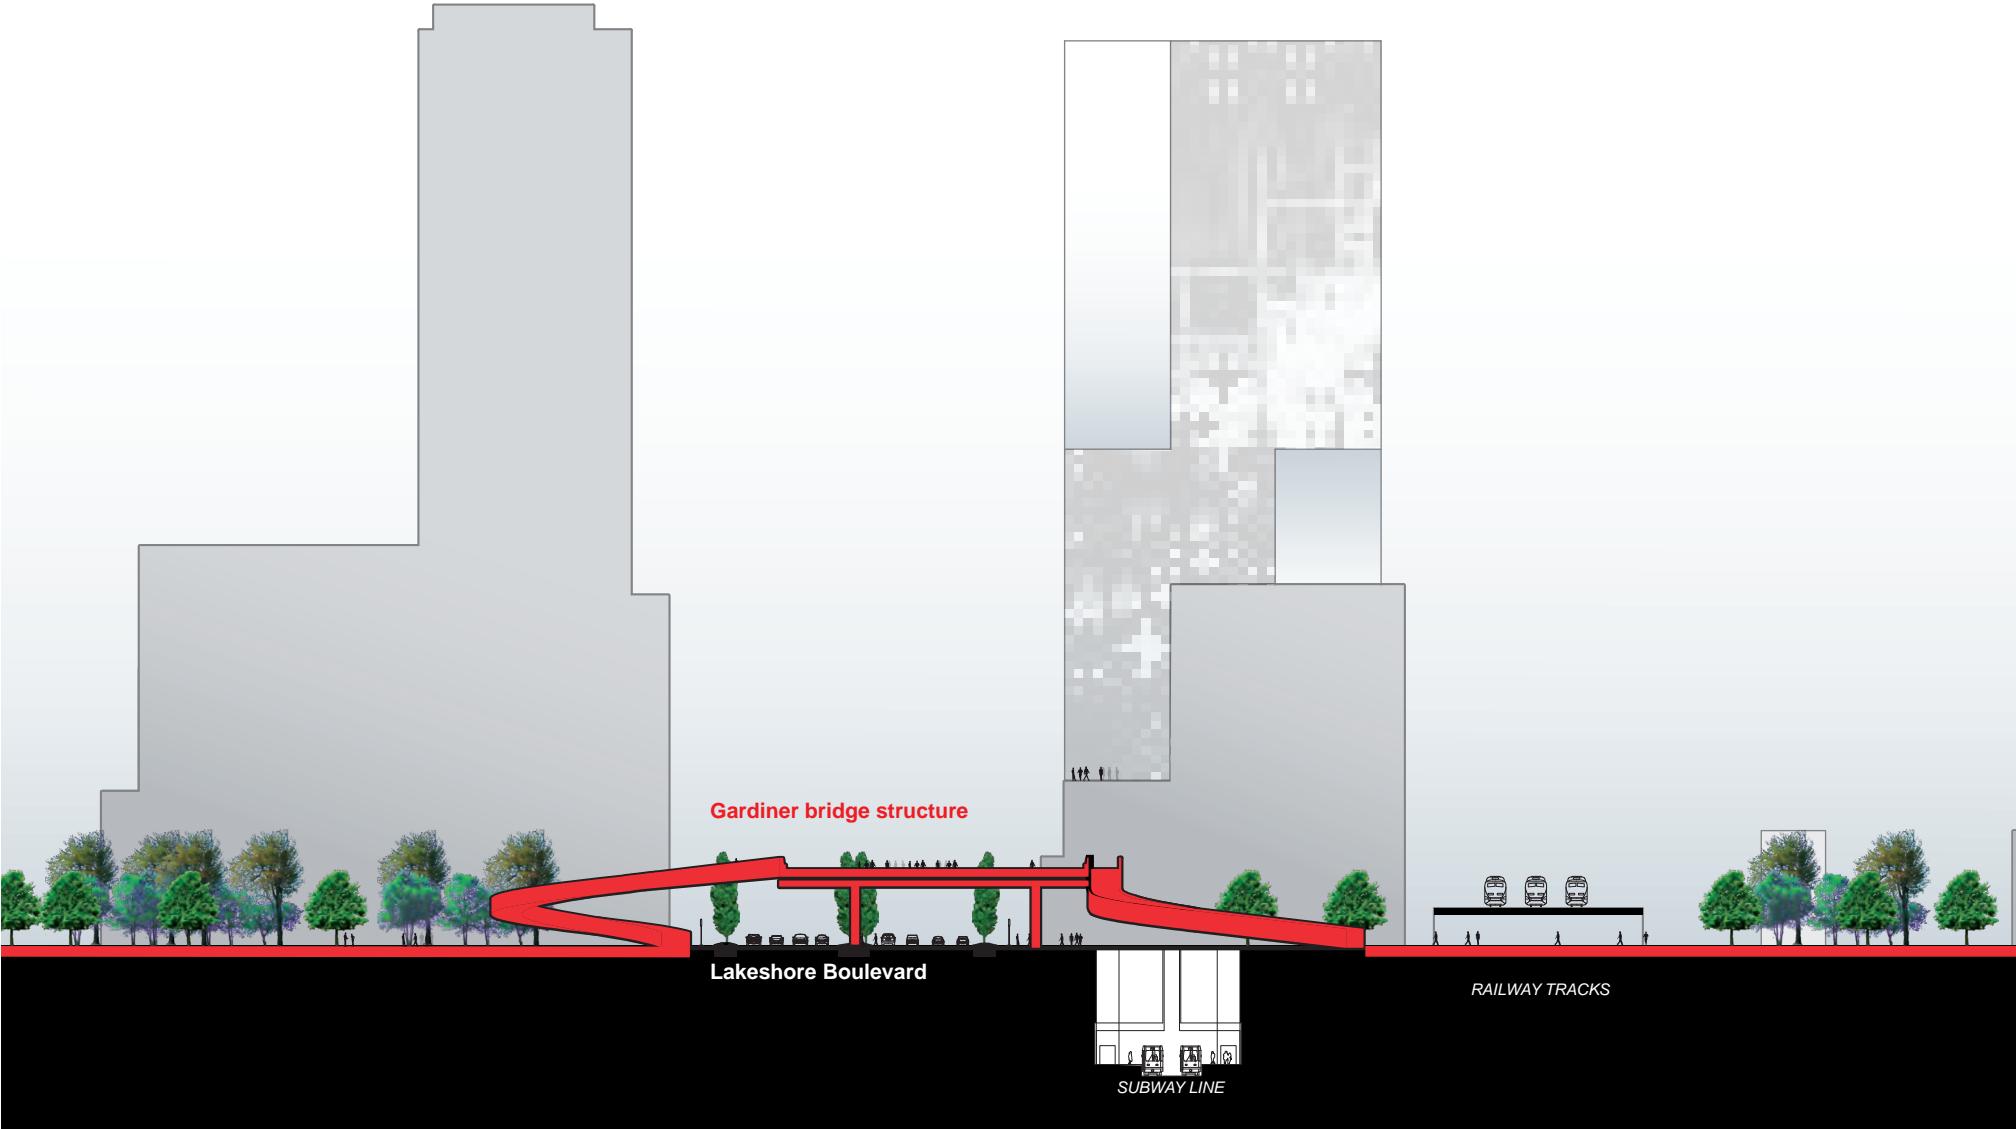 Gardiner bridge structure
Lakeshore Boulevard
RAILWAY TRACKS
SUBWAY LINE